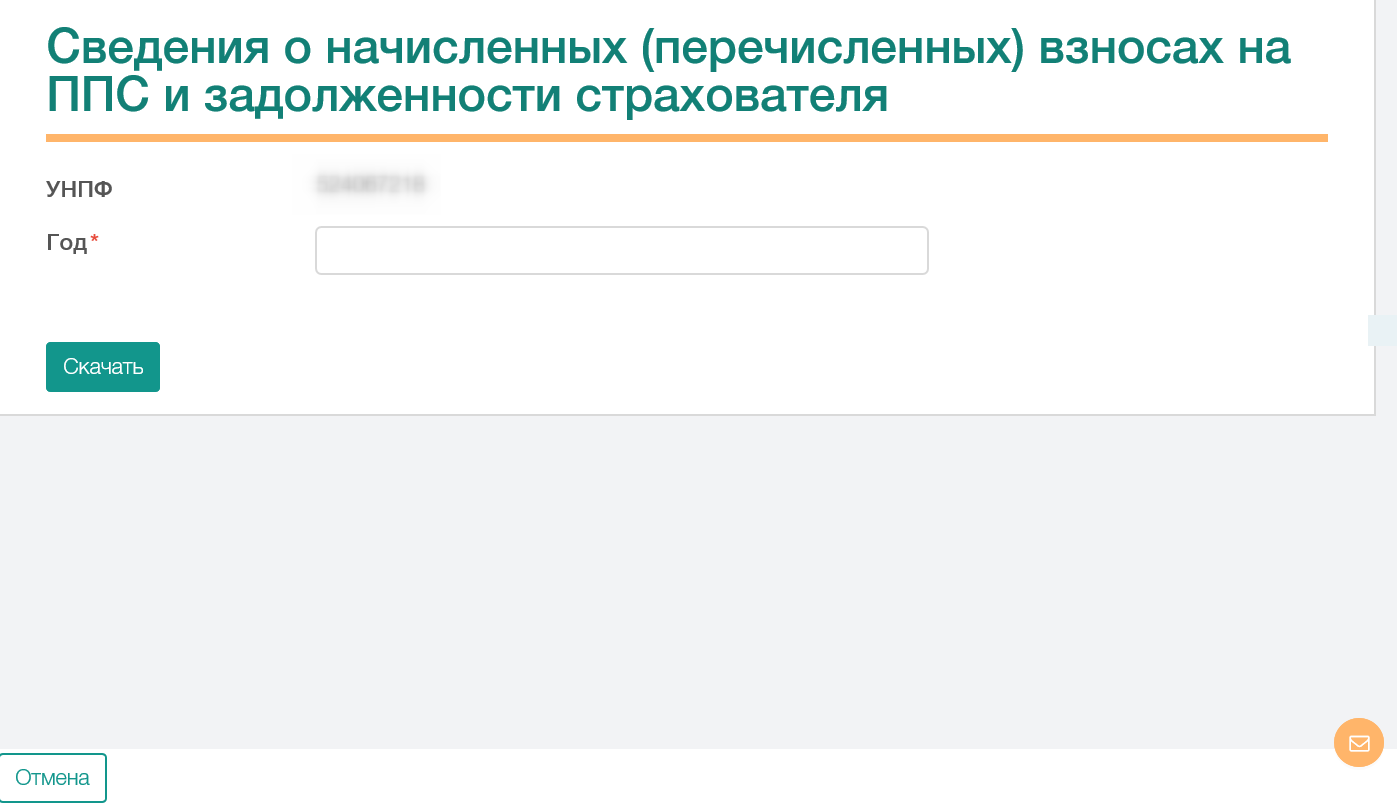 Сведения о начисленных (перечисленных) взносах на
ППС и задолженности страхователя
УНПФ
Год*
Скачать
Отмена